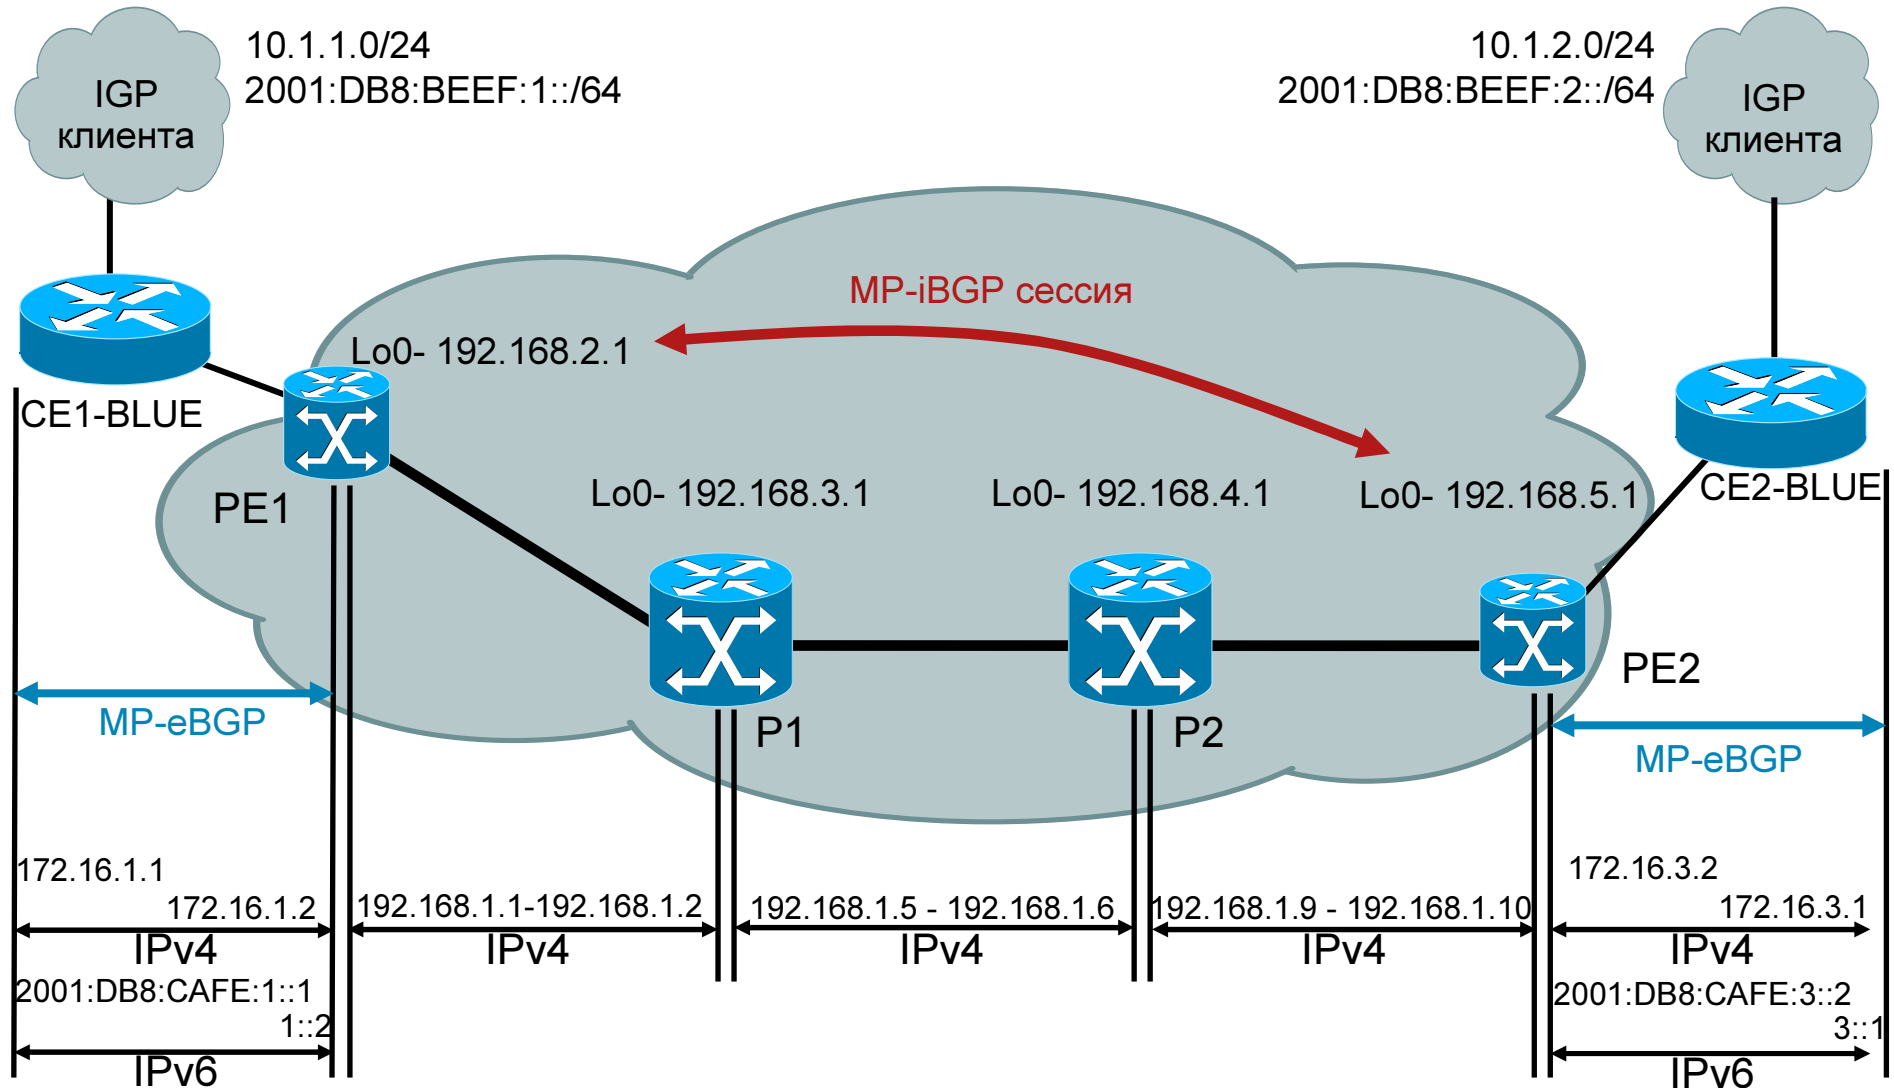 10.1.1.0/24
2001:DB8:BEEF:1::/64
IGP
клиента
10.1.2.0/24
2001:DB8:BEEF:2::/64
IGP
клиента
MP-iBGP сессия
Lo0- 192.168.2.1
CE1-BLUE
PE1
Lo0- 192.168.3.1
Lo0- 192.168.4.1
Lo0- 192.168.5.1
CE2-BLUE
PE2
MP-eBGP
P1
P2
MP-eBGP
172.16.1.1
172.16.1.2
IPv4
192.168.1.1-192.168.1.2
IPv4
192.168.1.5 - 192.168.1.6
IPv4
192.168.1.9 - 192.168.1.10
IPv4
172.16.3.2
172.16.3.1
IPv4
2001:DB8:CAFE:1::1
1::2
IPv6
2001:DB8:CAFE:3::2
3::1
IPv6